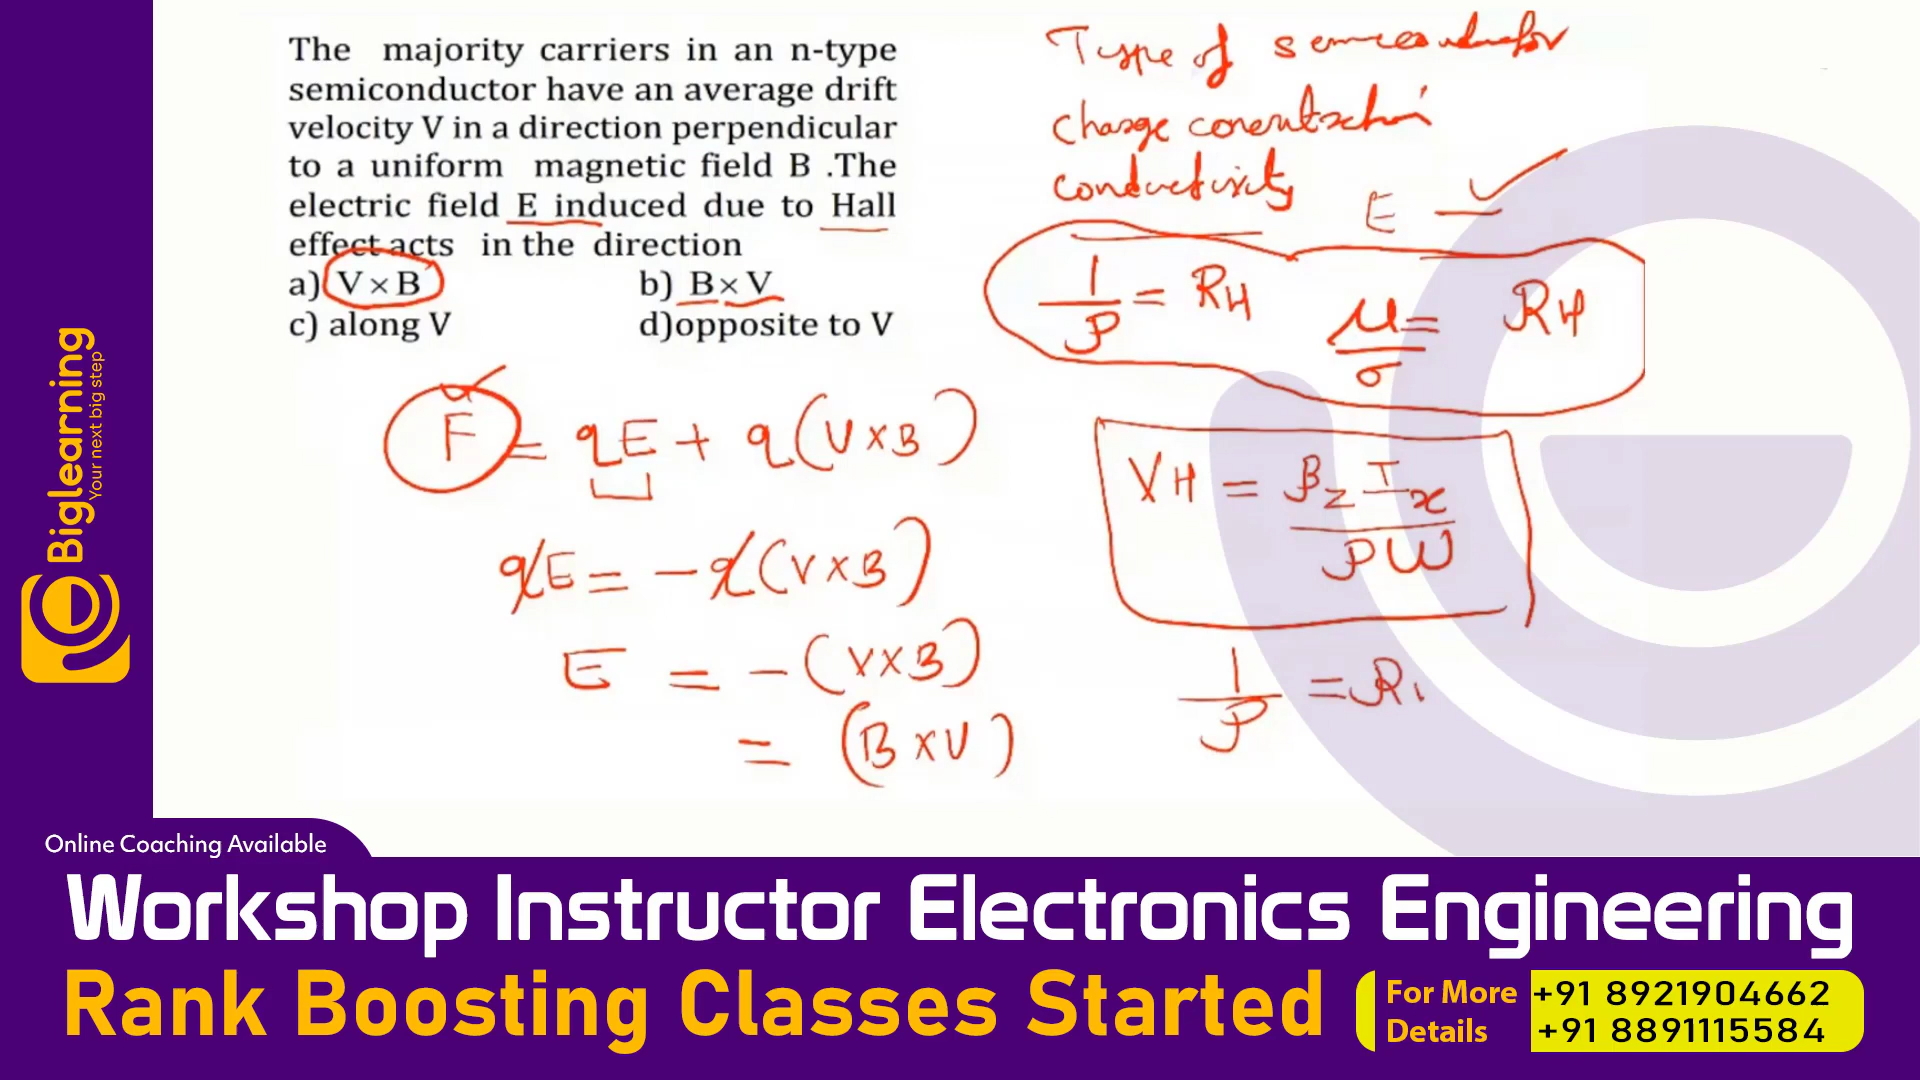 The majority carriers in an n-type
semiconductor have an average drift
velocity V in a direction perpendicular
to a uniform magnetic field B .The
electric field E induced due to Hall
effect acts in the direction
a) V × B b) B × V
c) along V d)opposite to V
Type of semiconductor
charge
conductivity
E
1/ρ = RH μ/σ = RH
F = qE + q(V×B)
qE = -q(V×B)
E = -(V×B)
= (B×V)
VH = Bz Ix / ρW
1/ρ = R
Biglearning
Your next big step
Online Coaching Available
Workshop Instructor Electronics Engineering
Rank Boosting Classes Started
For More Details +91 8921904662
+91 8891115584